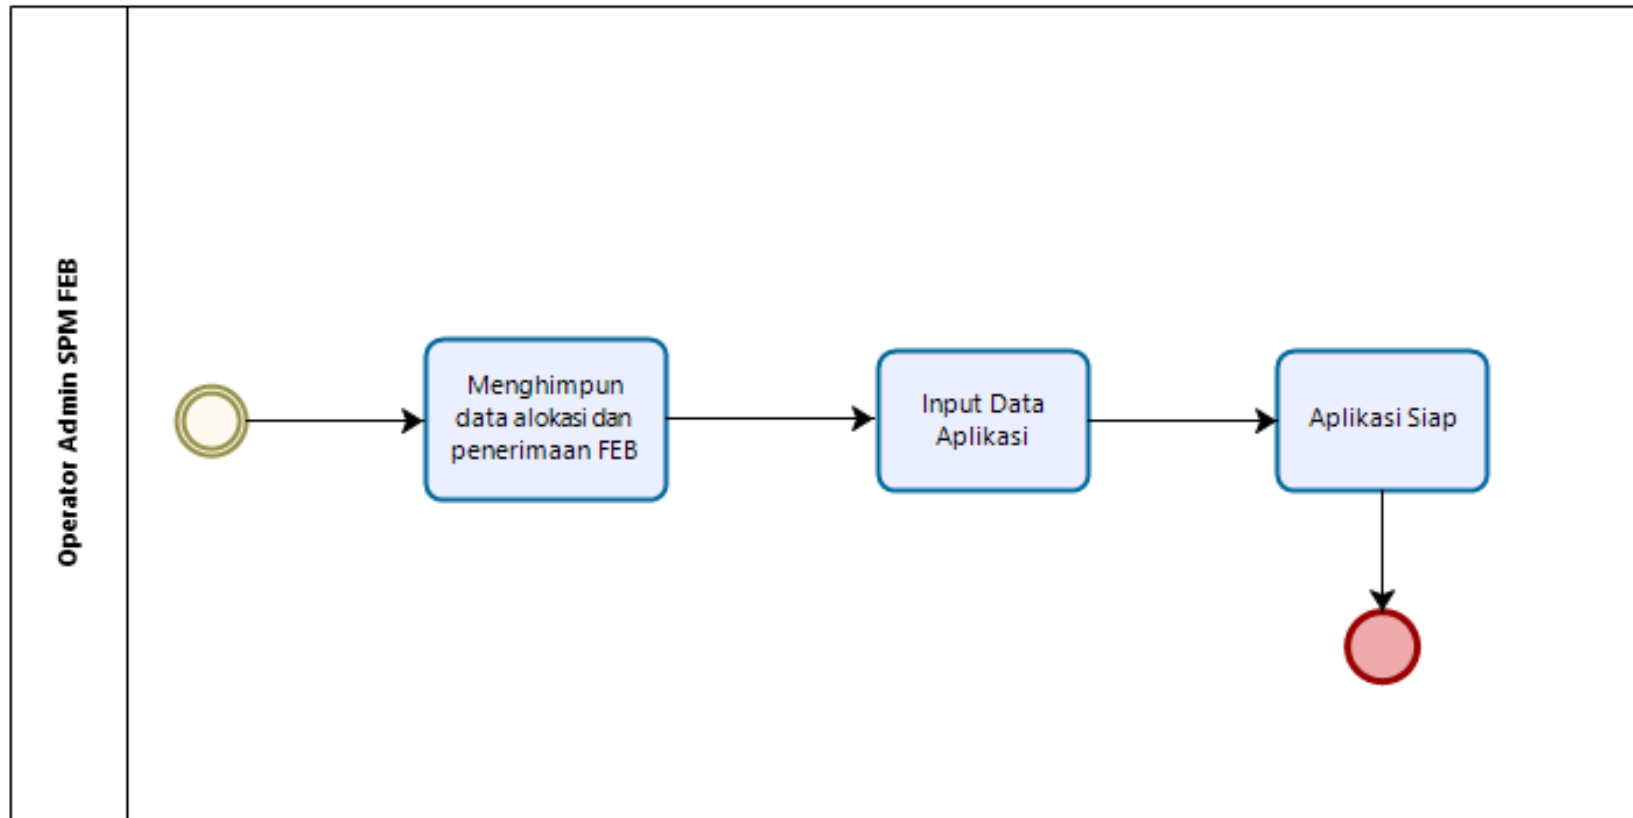 Operator Admin SPM FEB
Menghimpun
data alokasi dan
penerimaan FEB
Input Data
Aplikasi
Aplikasi Siap